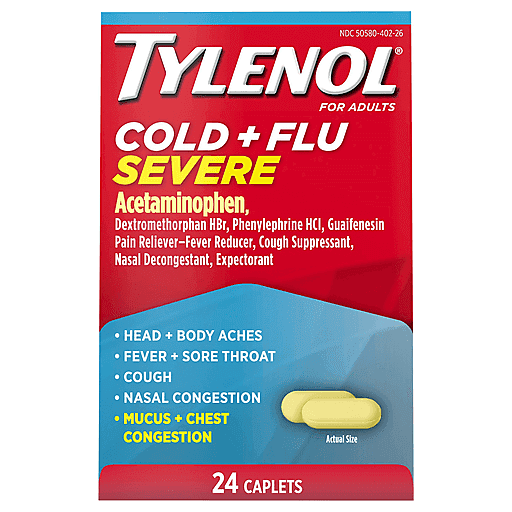 NDC 50580-402-26
TYLENOL®
FOR ADULTS
COLD + FLU
SEVERE
Acetaminophen,
Dextromethorphan HBr, Phenylephrine HCl, Guaifenesin
Pain Reliever–Fever Reducer, Cough Suppressant,
Nasal Decongestant, Expectorant
• HEAD + BODY ACHES
• FEVER + SORE THROAT
• COUGH
• NASAL CONGESTION
• MUCUS + CHEST
CONGESTION
Actual Size
24 CAPLETS